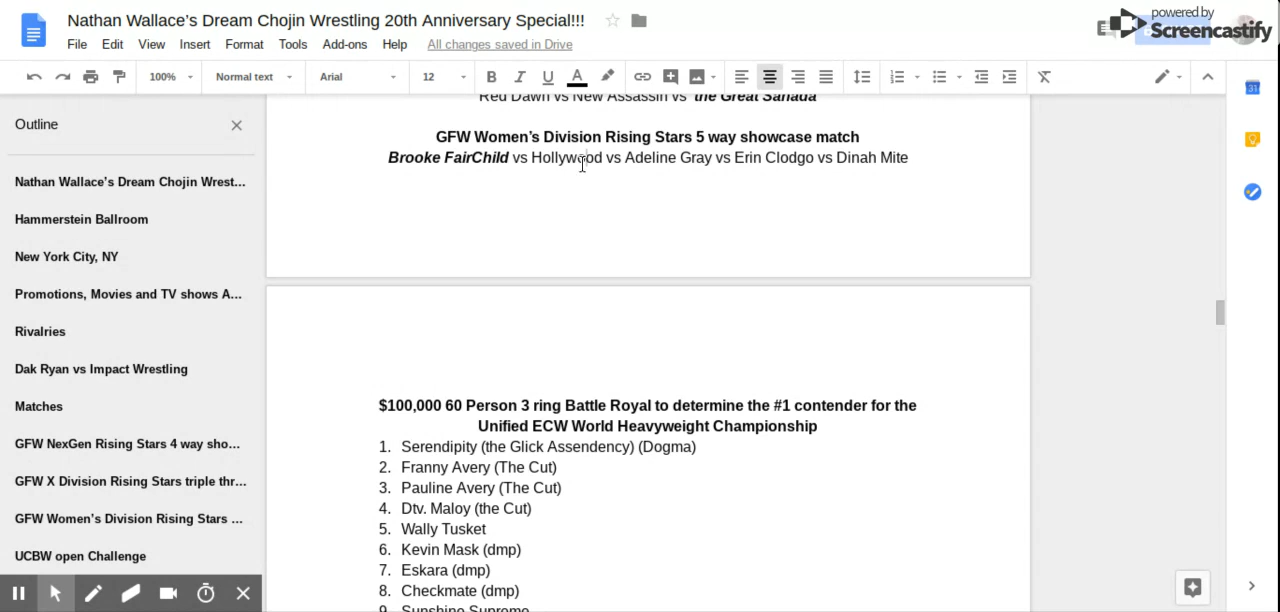 Nathan Wallace's Dream Chojin Wrestling 20th Anniversary Special!!!
powered by
Screencastify
File Edit View Insert Format Tools Add-ons Help All changes saved in Drive
100% Normal text Arial 12 B I U A
31
Red Dawn vs New Assassin vs the Great Sanada
Outline
GFW Women's Division Rising Stars 5 way showcase match
Brooke FairChild vs Hollywood vs Adeline Gray vs Erin Clodgo vs Dinah Mite
Nathan Wallace's Dream Chojin Wrest...
Hammerstein Ballroom
New York City, NY
Promotions, Movies and TV shows A...
Rivalries
Dak Ryan vs Impact Wrestling
Matches
GFW NexGen Rising Stars 4 way sho...
GFW X Division Rising Stars triple thr...
GFW Women's Division Rising Stars ...
UCBW open Challenge
$100,000 60 Person 3 ring Battle Royal to determine the #1 contender for the
Unified ECW World Heavyweight Championship
1. Serendipity (the Glick Assendency) (Dogma)
2. Franny Avery (The Cut)
3. Pauline Avery (The Cut)
4. Dtv. Maloy (the Cut)
5. Wally Tusket
6. Kevin Mask (dmp)
7. Eskara (dmp)
8. Checkmate (dmp)
9. Sunshine Supreme